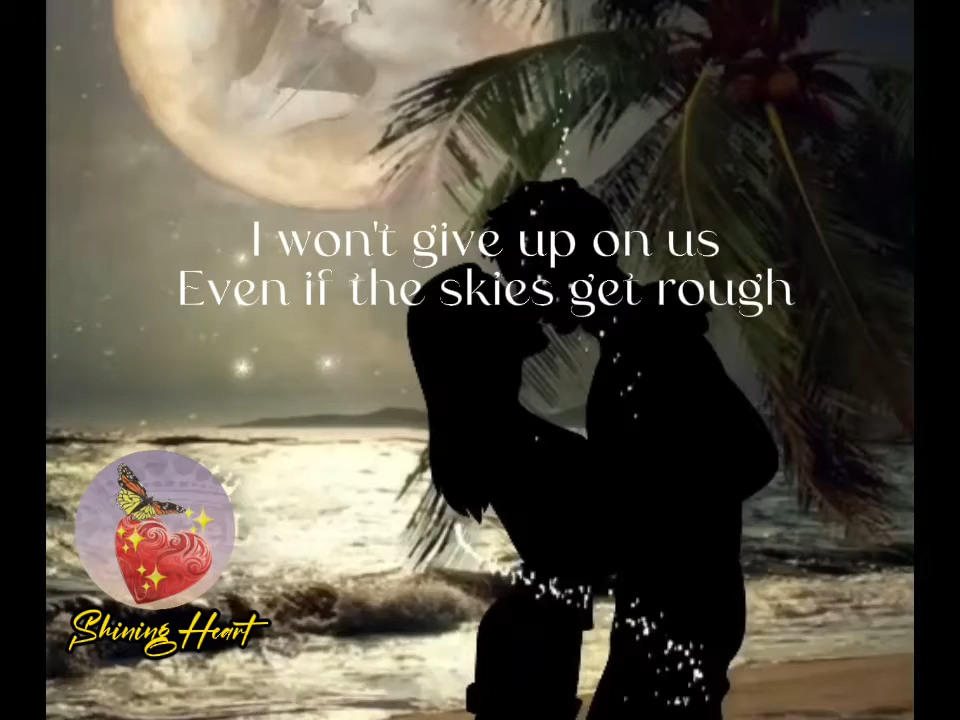 I won't give up on us
Even if the skies get rough
Shining Heart